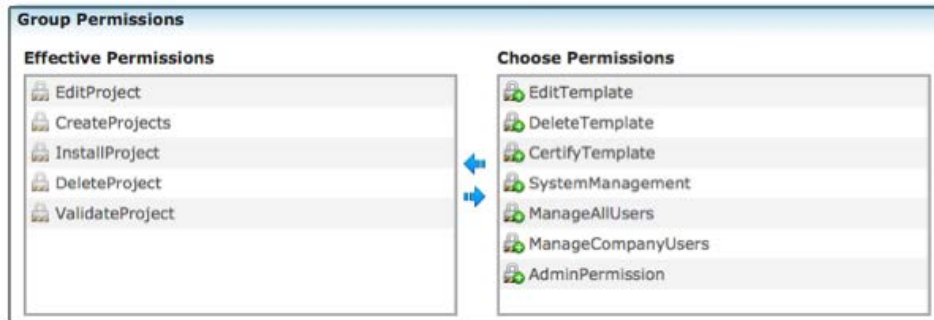 Group Permissions
Effective Permissions
EditProject
CreateProjects
InstallProject
DeleteProject
ValidateProject
Choose Permissions
EditTemplate
DeleteTemplate
CertifyTemplate
SystemManagement
ManageAllUsers
ManageCompanyUsers
AdminPermission